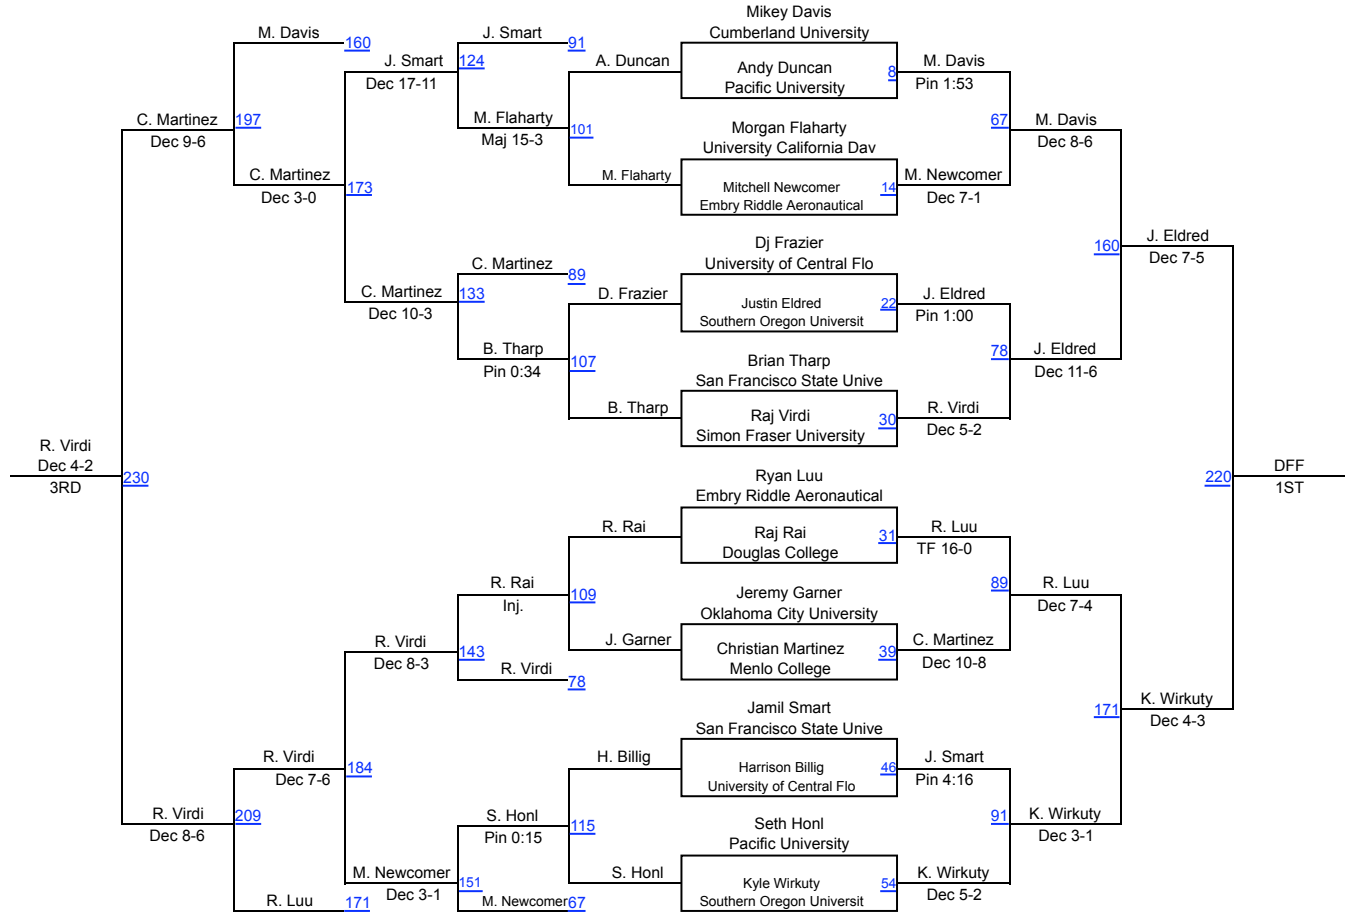 Mikey Davis
Cumberland University
M. Davis
160
J. Smart
91
J. Smart
124
Dec 17-11
A. Duncan
Andy Duncan
8
Pacific University
M. Davis
Pin 1:53
C. Martinez
197
Dec 9-6
M. Flaharty
101
Maj 15-3
Morgan Flaharty
University California Dav
67
M. Davis
Dec 8-6
C. Martinez
173
Dec 3-0
M. Flaharty
Mitchell Newcomer
14
Embry Riddle Aeronautical
M. Newcomer
Dec 7-1
Dj Frazier
University of Central Flo
160
J. Eldred
Dec 7-5
C. Martinez
89
C. Martinez
133
Dec 10-3
D. Frazier
Justin Eldred
22
Southern Oregon Universit
J. Eldred
Pin 1:00
B. Tharp
107
Pin 0:34
Brian Tharp
San Francisco State Unive
78
J. Eldred
Dec 11-6
B. Tharp
Raj Virdi
30
Simon Fraser University
R. Virdi
Dec 5-2
R. Virdi
Dec 4-2
230
3RD
Ryan Luu
Embry Riddle Aeronautical
220
DFF
1ST
R. Rai
Raj Rai
31
Douglas College
R. Luu
TF 16-0
R. Rai
109
Inj.
Jeremy Garner
Oklahoma City University
89
R. Luu
Dec 7-4
R. Virdi
143
Dec 8-3
R. Virdi
78
J. Garner
Christian Martinez
39
Menlo College
C. Martinez
Dec 10-8
Jamil Smart
San Francisco State Unive
171
K. Wirkuty
Dec 4-3
R. Virdi
184
Dec 7-6
H. Billig
Harrison Billig
46
University of Central Flo
J. Smart
Pin 4:16
R. Virdi
209
Dec 8-6
S. Honl
115
Pin 0:15
Seth Honl
Pacific University
91
K. Wirkuty
Dec 3-1
M. Newcomer
151
Dec 3-1
S. Honl
Kyle Wirkuty
54
Southern Oregon Universit
K. Wirkuty
Dec 5-2
R. Luu
171
M. Newcomer
67